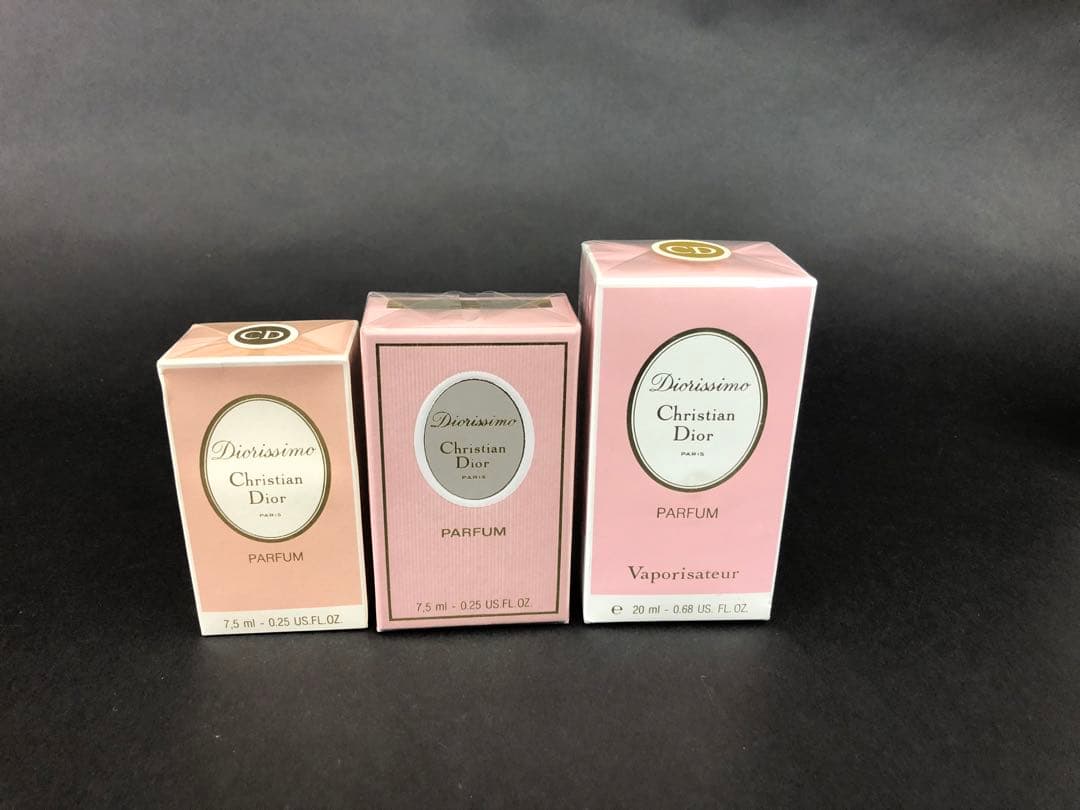 CD
Diorissimo
Christian
Dior
PARIS
PARFUM
7,5 ml - 0.25 US.FL.OZ.
Diorissimo
Christian
Dior
PARIS
PARFUM
7,5 ml - 0.25 US.FL.OZ.
CD
Diorissimo
Christian
Dior
PARIS
PARFUM
Vaporisateur
℮ 20 ml - 0.68 US. FL. OZ.